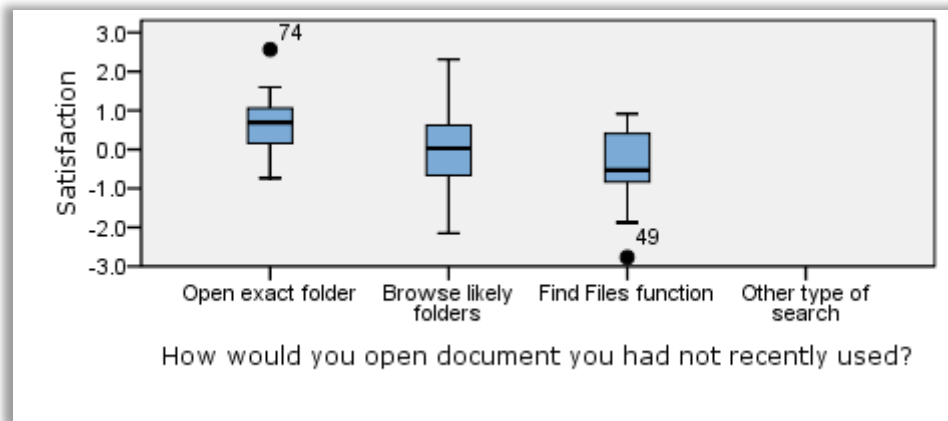 74
3.0
2.0
1.0
0.0
-1.0
-2.0
-3.0
Satisfaction
49
Open exact folder
Browse likely
folders
Find Files function
Other type of
search
How would you open document you had not recently used?